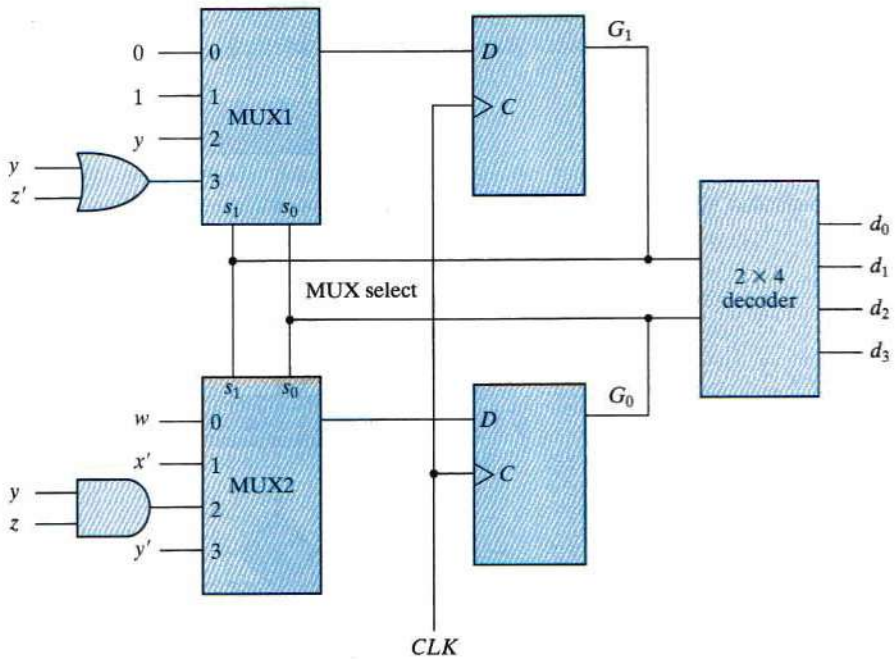 0
0
1
1
MUX1
y
2
y
z′
3
s₁ s₀
D
C
G₁
MUX select
2 × 4
decoder
d₀
d₁
d₂
d₃
s₁ s₀
w
0
x′
1
MUX2
y
z
2
y′
3
D
C
G₀
CLK